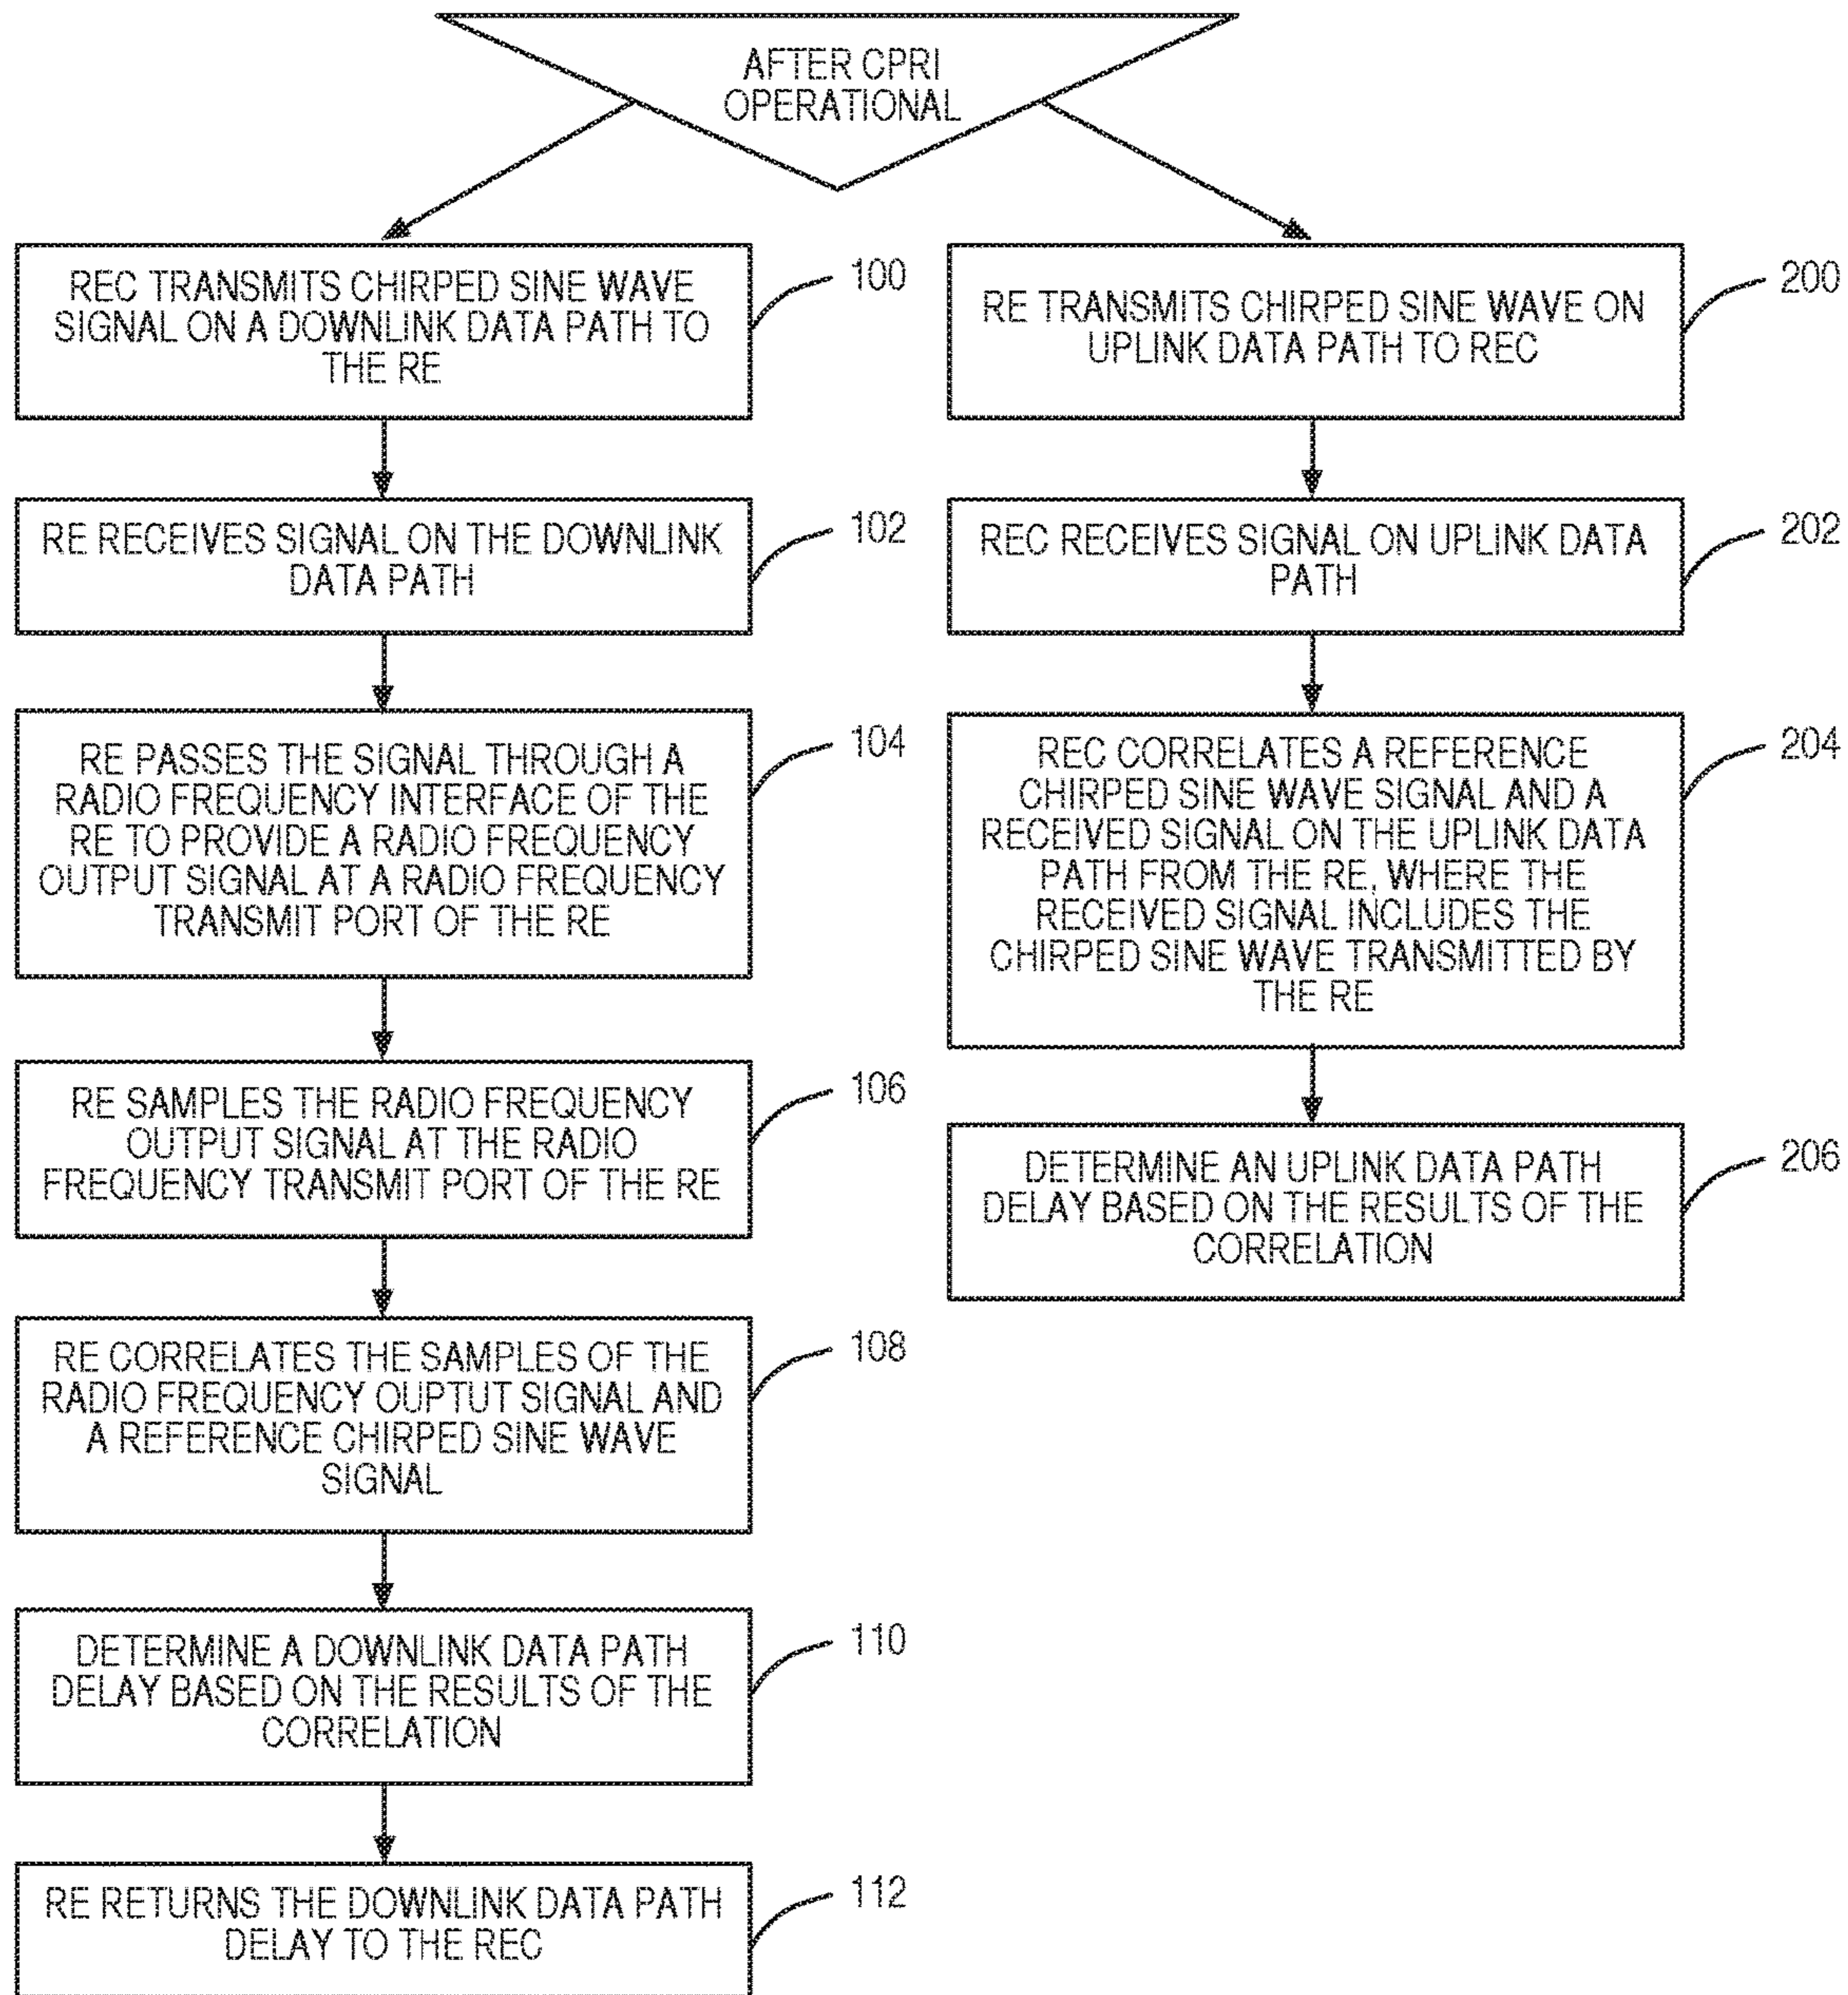 AFTER CPRI
OPERATIONAL
REC TRANSMITS CHIRPED SINE WAVE
SIGNAL ON A DOWNLINK DATA PATH TO
THE RE
100
RE RECEIVES SIGNAL ON THE DOWNLINK
DATA PATH
102
RE PASSES THE SIGNAL THROUGH A
RADIO FREQUENCY INTERFACE OF THE
RE TO PROVIDE A RADIO FREQUENCY
OUTPUT SIGNAL AT A RADIO FREQUENCY
TRANSMIT PORT OF THE RE
104
RE SAMPLES THE RADIO FREQUENCY
OUTPUT SIGNAL AT THE RADIO
FREQUENCY TRANSMIT PORT OF THE RE
106
RE CORRELATES THE SAMPLES OF THE
RADIO FREQUENCY OUPTUT SIGNAL AND
A REFERENCE CHIRPED SINE WAVE
SIGNAL
108
DETERMINE A DOWNLINK DATA PATH
DELAY BASED ON THE RESULTS OF THE
CORRELATION
110
RE RETURNS THE DOWNLINK DATA PATH
DELAY TO THE REC
112
RE TRANSMITS CHIRPED SINE WAVE ON
UPLINK DATA PATH TO REC
200
REC RECEIVES SIGNAL ON UPLINK DATA
PATH
202
REC CORRELATES A REFERENCE
CHIRPED SINE WAVE SIGNAL AND A
RECEIVED SIGNAL ON THE UPLINK DATA
PATH FROM THE RE, WHERE THE
RECEIVED SIGNAL INCLUDES THE
CHIRPED SINE WAVE TRANSMITTED BY
THE RE
204
DETERMINE AN UPLINK DATA PATH
DELAY BASED ON THE RESULTS OF THE
CORRELATION
206